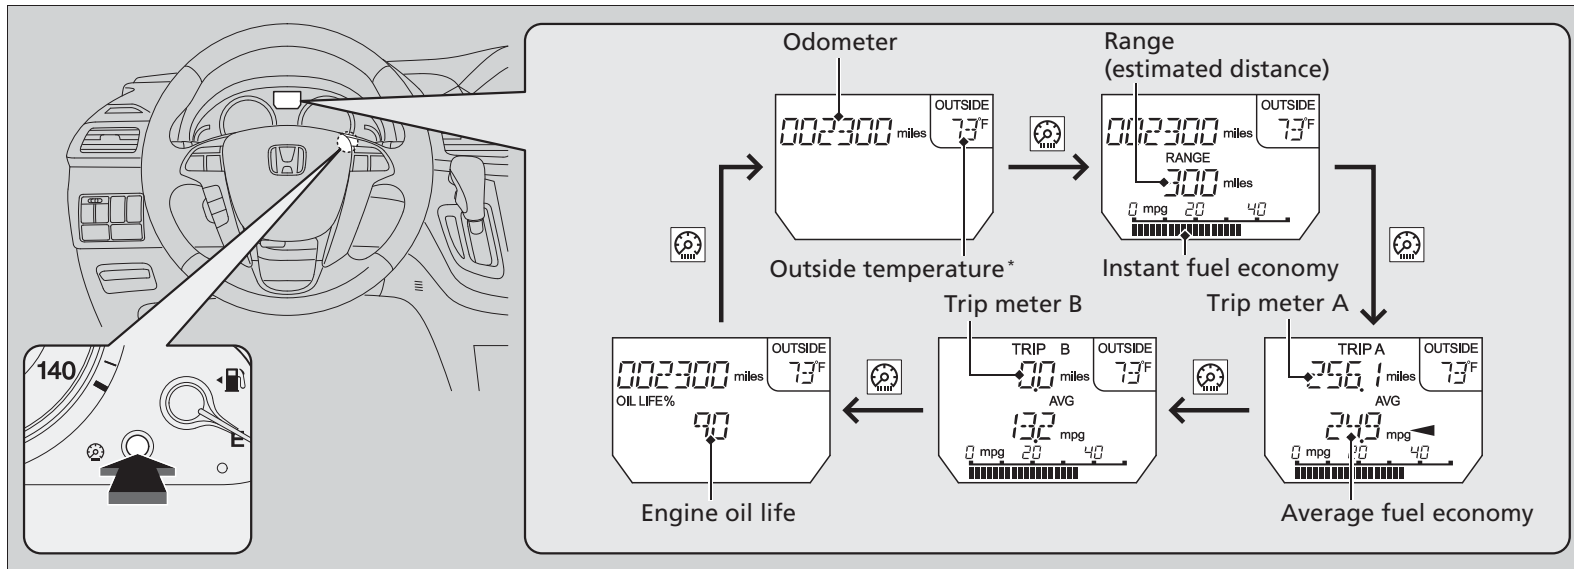 Odometer
Range
(estimated distance)
OUTSIDE
002300 miles 73°F
OUTSIDE
002300 miles 73°F
RANGE
300 miles
0 mpg 20 40
Outside temperature*
Instant fuel economy
Trip meter B
Trip meter A
OUTSIDE
002300 miles 73°F
OIL LIFE%
90
TRIP B OUTSIDE
0.0 miles 73°F
AVG
13.2 mpg
0 mpg 20 40
TRIP A OUTSIDE
256.1 miles 73°F
AVG
24.9 mpg
0 mpg 20 40
Engine oil life
Average fuel economy
140
E